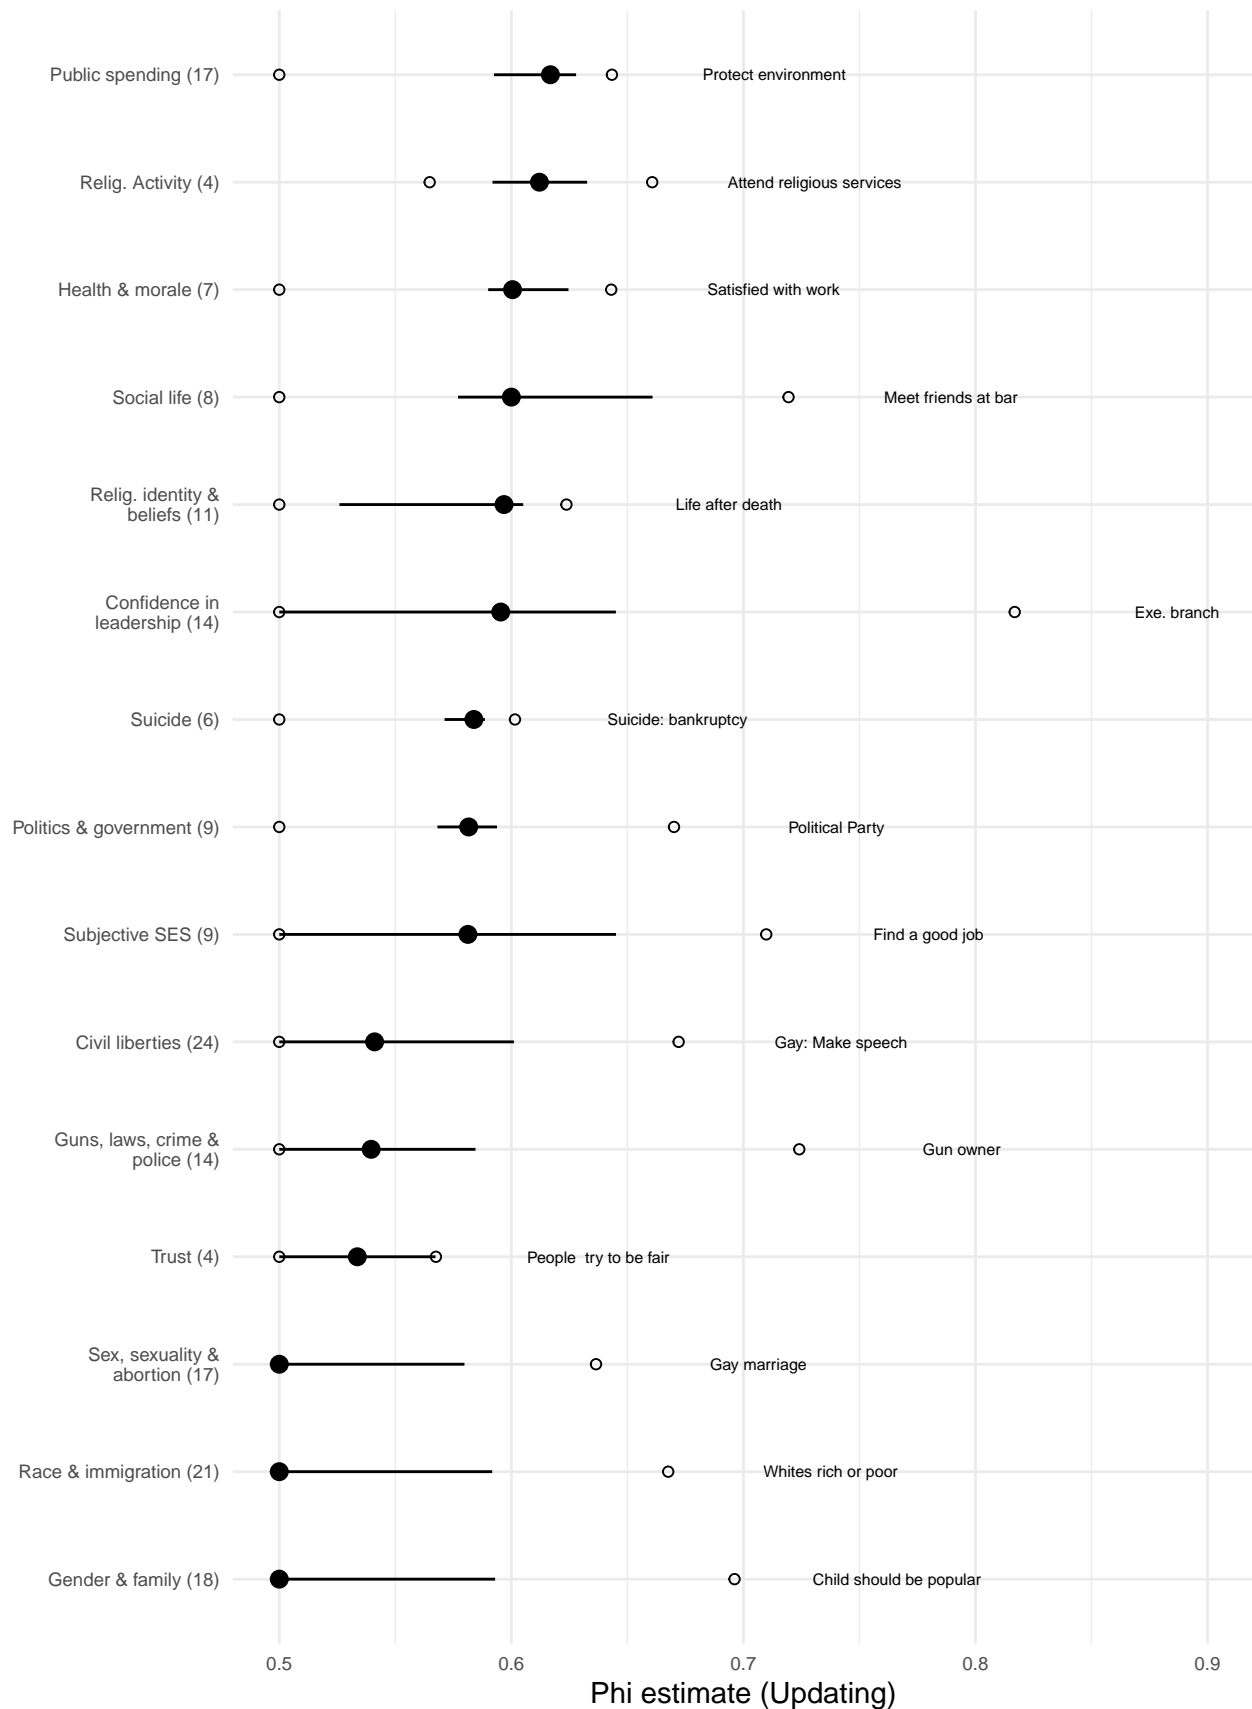 Public spending (17)
Protect environment
Relig. Activity (4)
Attend religious services
Health & morale (7)
Satisfied with work
Social life (8)
Meet friends at bar
Relig. identity &
beliefs (11)
Life after death
Confidence in
leadership (14)
Exe. branch
Suicide (6)
Suicide: bankruptcy
Politics & government (9)
Political Party
Subjective SES (9)
Find a good job
Civil liberties (24)
Gay: Make speech
Guns, laws, crime &
police (14)
Gun owner
Trust (4)
People  try to be fair
Sex, sexuality &
abortion (17)
Gay marriage
Race & immigration (21)
Whites rich or poor
Gender & family (18)
Child should be popular
0.5 0.6 0.7 0.8 0.9
Phi estimate (Updating)